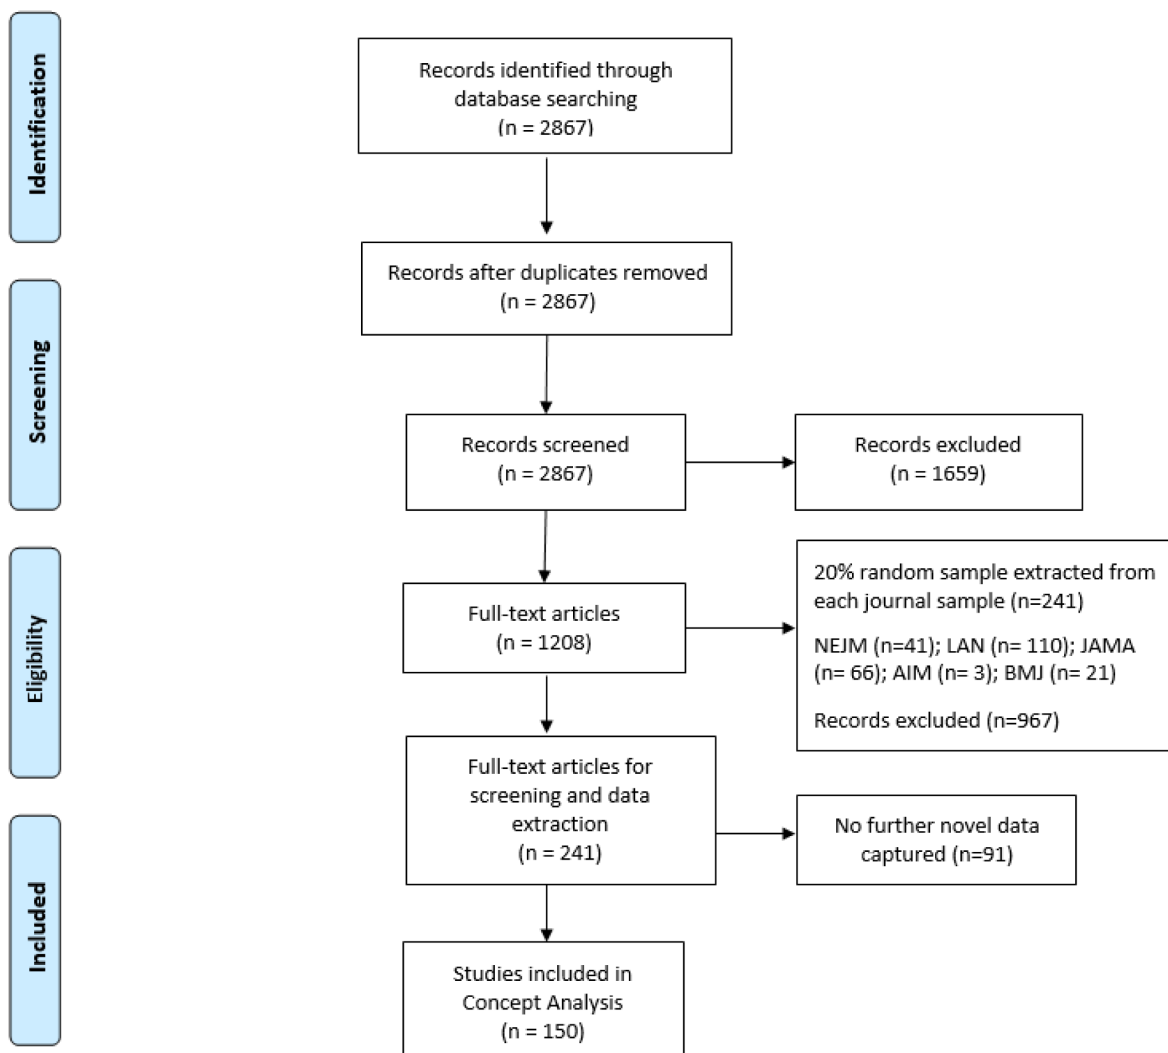 Identification
Records identified through
database searching
(n = 2867)
Records after duplicates removed
(n = 2867)
Screening
Records screened
(n = 2867)
Records excluded
(n = 1659)
Eligibility
Full-text articles
(n = 1208)
20% random sample extracted from
each journal sample (n=241)
NEJM (n=41); LAN (n= 110); JAMA
(n= 66); AIM (n= 3); BMJ (n= 21)
Records excluded (n=967)
Full-text articles for
screening and data
extraction
(n = 241)
No further novel data
captured (n=91)
Included
Studies included in
Concept Analysis
(n = 150)